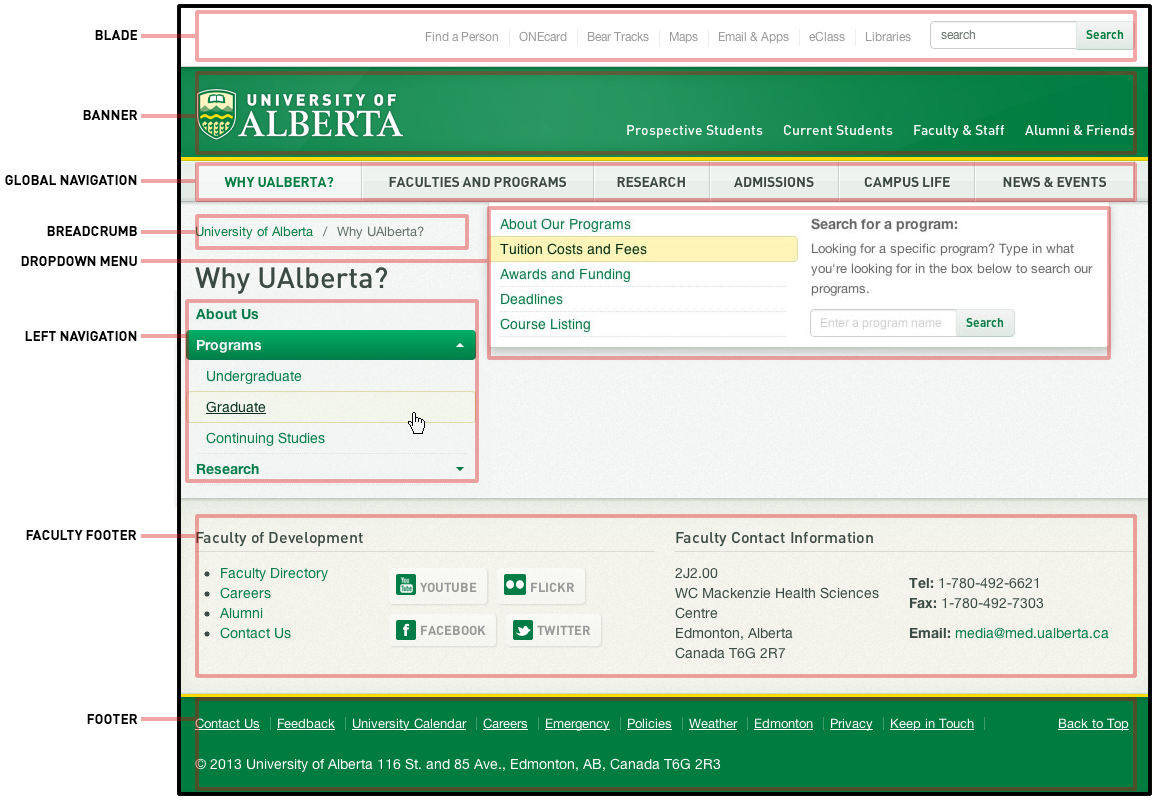 BLADE
Find a Person ONEcard Bear Tracks Maps Email & Apps eClass Libraries search Search
BANNER
UNIVERSITY OF
ALBERTA
Prospective Students Current Students Faculty & Staff Alumni & Friends
GLOBAL NAVIGATION
WHY UALBERTA? FACULTIES AND PROGRAMS RESEARCH ADMISSIONS CAMPUS LIFE NEWS & EVENTS
BREADCRUMB
University of Alberta / Why UAlberta?
DROPDOWN MENU
About Our Programs
Tuition Costs and Fees
Awards and Funding
Deadlines
Course Listing
Search for a program:
Looking for a specific program? Type in what
you're looking for in the box below to search our
programs.
Enter a program name Search
Why UAlberta?
LEFT NAVIGATION
About Us
Programs
Undergraduate
Graduate
Continuing Studies
Research
FACULTY FOOTER
Faculty of Development
Faculty Directory
Careers
Alumni
Contact Us
You Tube YOUTUBE
FLICKR
f FACEBOOK
TWITTER
Faculty Contact Information
2J2.00
WC Mackenzie Health Sciences
Centre
Edmonton, Alberta
Canada T6G 2R7
Tel: 1-780-492-6621
Fax: 1-780-492-7303
Email: media@med.ualberta.ca
FOOTER
Contact Us Feedback University Calendar Careers Emergency Policies Weather Edmonton Privacy Keep in Touch Back to Top
© 2013 University of Alberta 116 St. and 85 Ave., Edmonton, AB, Canada T6G 2R3